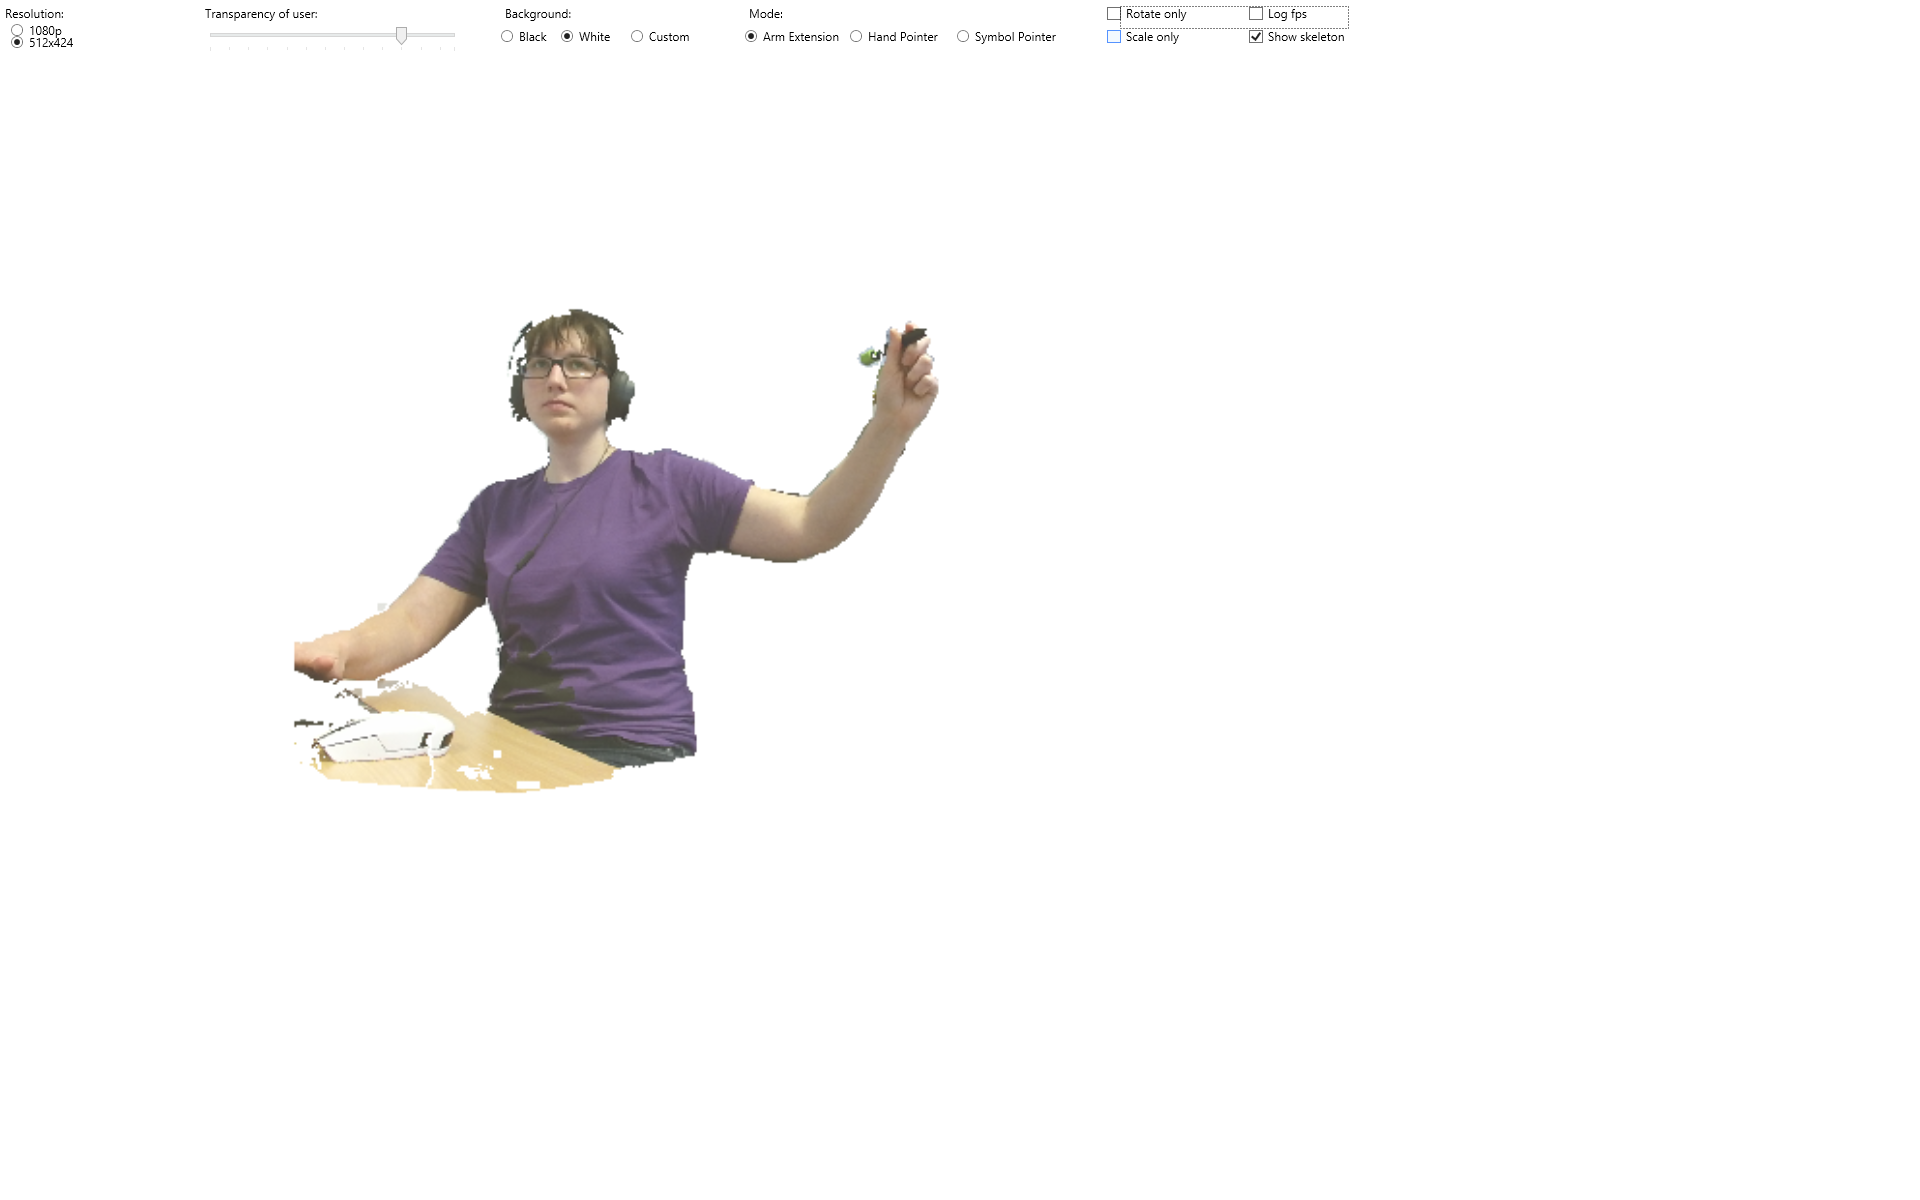 Resolution:
1080p
512x424
Transparency of user:
Background:
Black White Custom
Mode:
Arm Extension Hand Pointer Symbol Pointer
Rotate only Log fps
Scale only Show skeleton